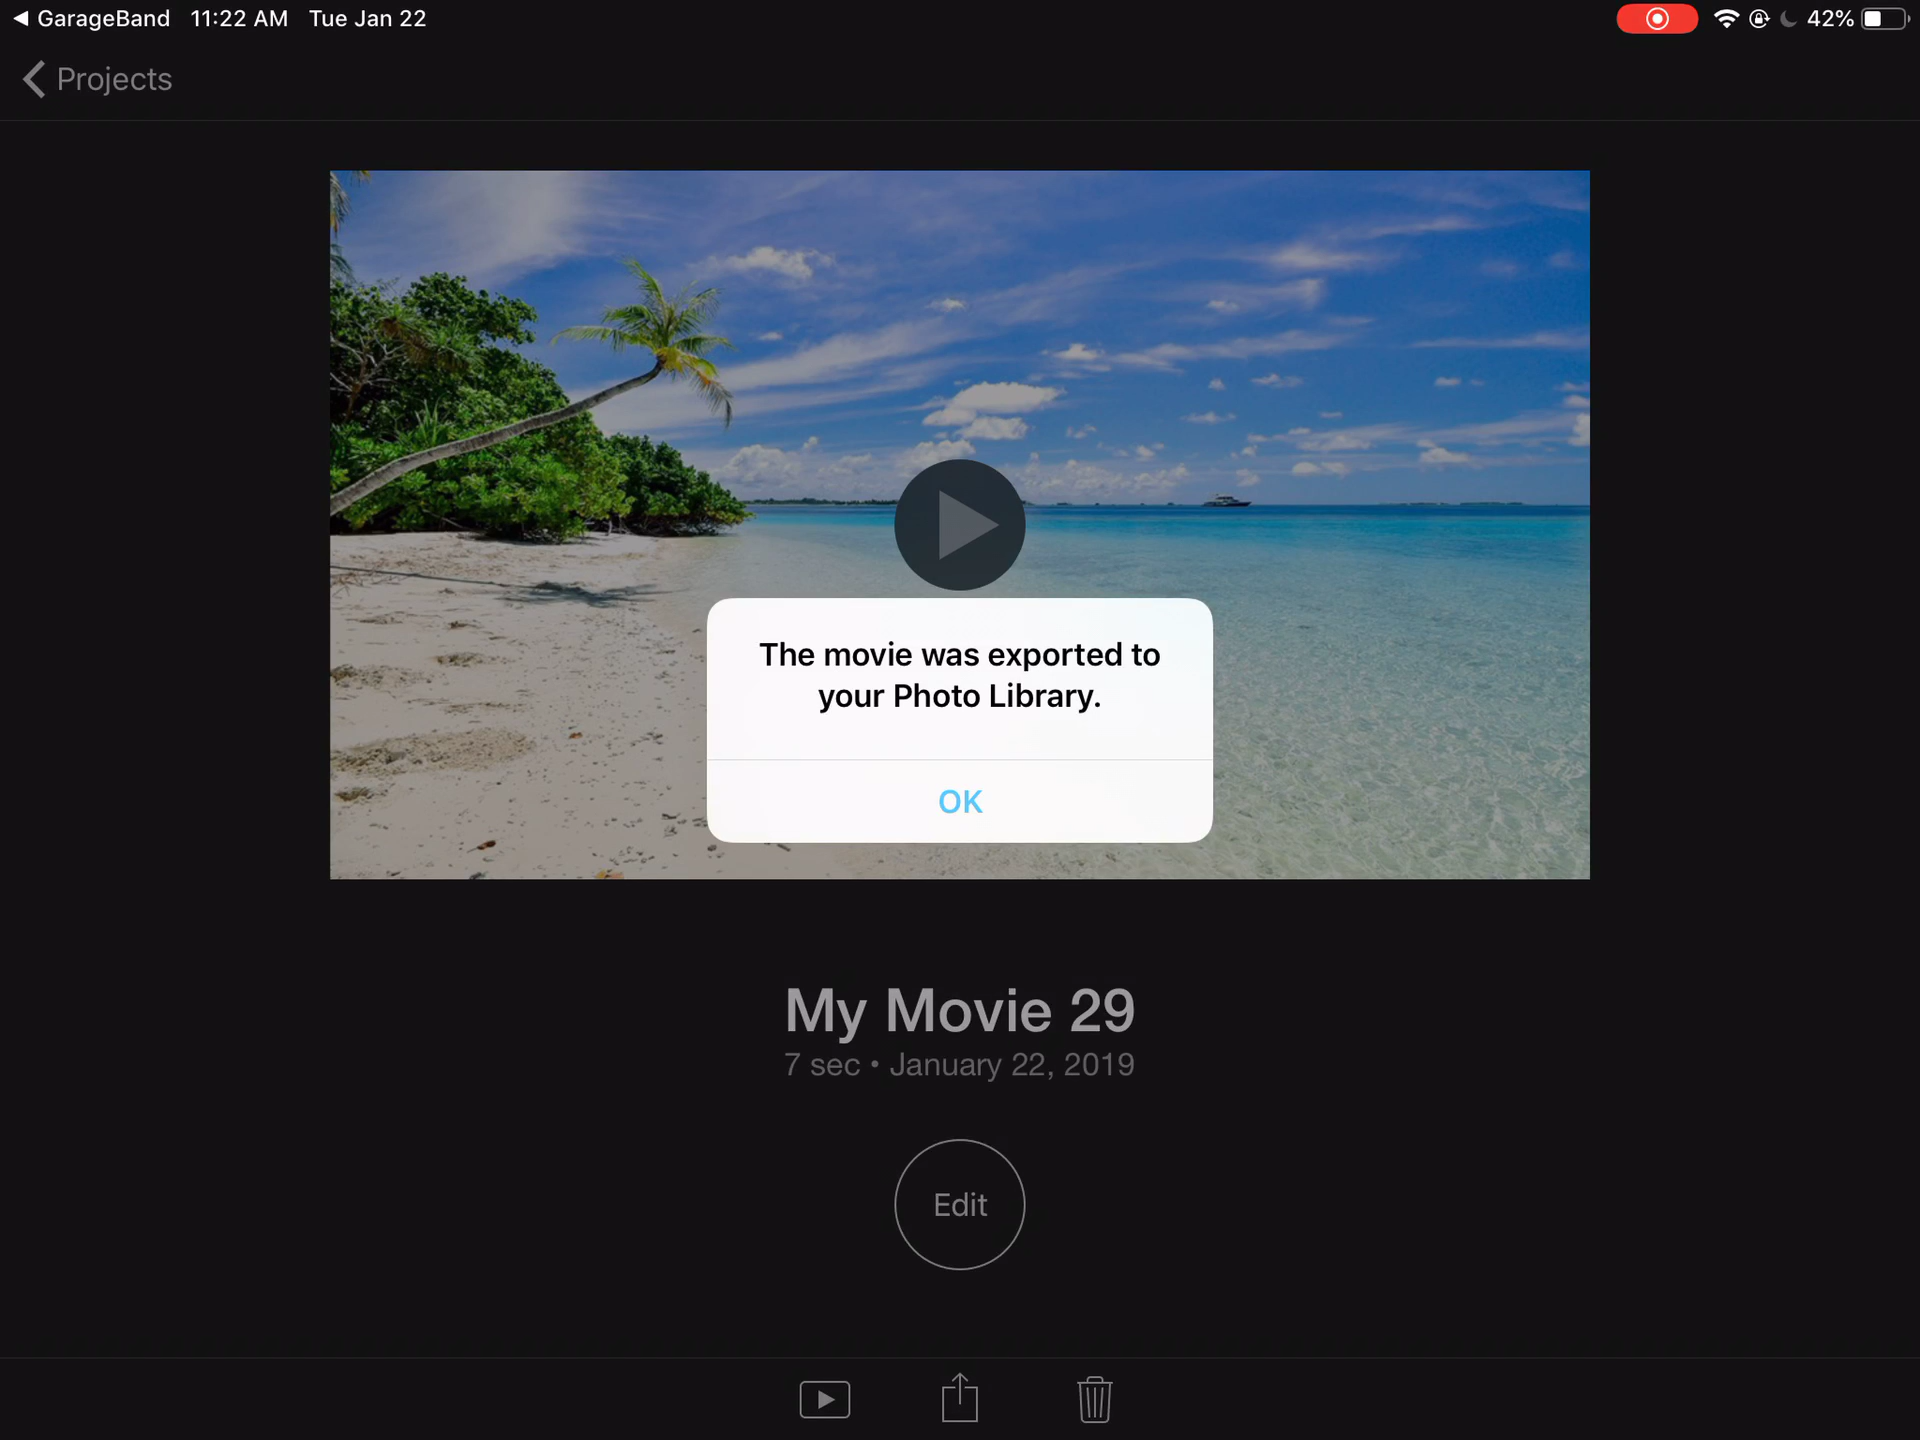 GarageBand 11:22 AM Tue Jan 22 42%
Projects
The movie was exported to
your Photo Library.
OK
My Movie 29
7 sec • January 22, 2019
Edit